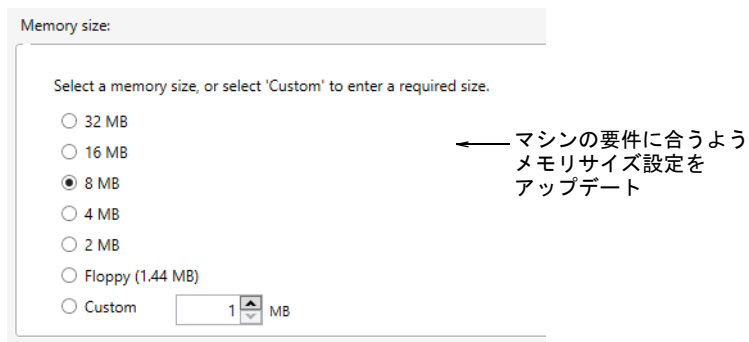 Memory size:
Select a memory size, or select 'Custom' to enter a required size.
32 MB
16 MB
8 MB
4 MB
2 MB
Floppy (1.44 MB)
Custom 1 MB
マシンの要件に合うよう
メモリサイズ設定を
アップデート